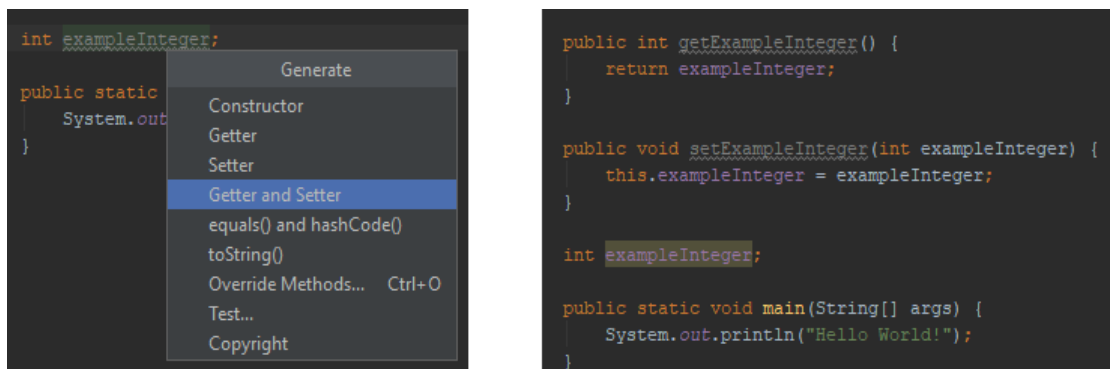 int exampleInteger;
Generate
Constructor
public static
Getter
System.out
Setter
}
Getter and Setter
equals() and hashCode()
toString()
Override Methods... Ctrl+O
Test...
Copyright
public int getExampleInteger() {
return exampleInteger;
}
public void setExampleInteger(int exampleInteger) {
this.exampleInteger = exampleInteger;
}
int exampleInteger;
public static void main(String[] args) {
System.out.println("Hello World!");
}